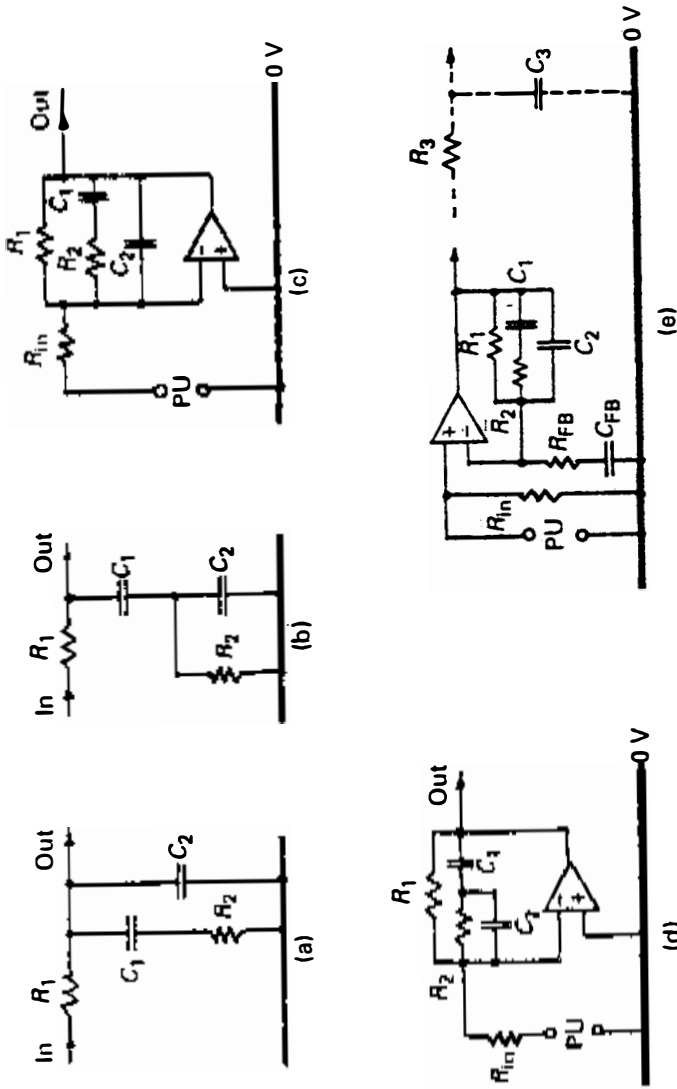 In
R₁
Out
C₁
C₂
R₂
(a)
In
R₁
Out
C₁
C₂
R₂
(b)
R₁
Out
R₂
C₁
C₂
Rin
PU
−
+
0 V
(c)
R₁
Out
R₂
C₁
C₂
Rin
PU
−
+
0 V
(d)
R₃
C₃
+
−
R₁
C₁
R₂
C₂
RFB
CFB
Rin
PU
0 V
(e)